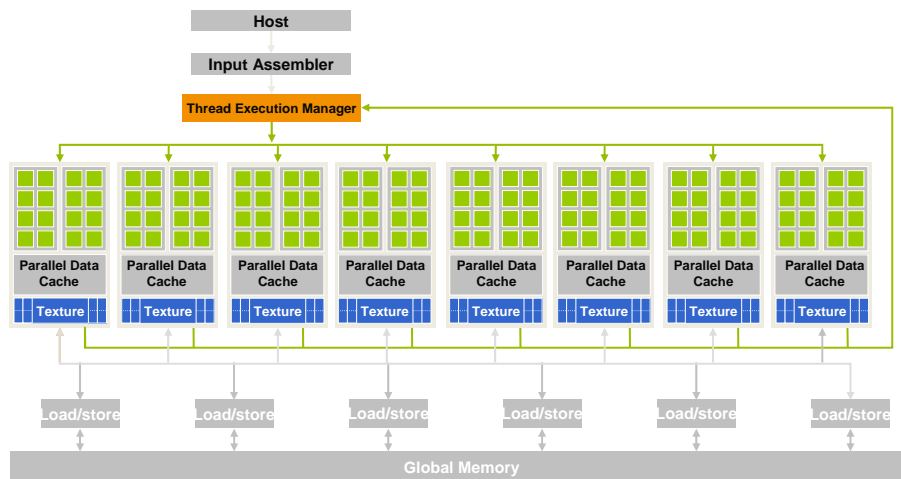 Host
Input Assembler
Thread Execution Manager
Parallel Data
Cache
Texture
Parallel Data
Cache
Texture
Parallel Data
Cache
Texture
Parallel Data
Cache
Texture
Parallel Data
Cache
Texture
Parallel Data
Cache
Texture
Parallel Data
Cache
Texture
Parallel Data
Cache
Texture
Load/store
Load/store
Load/store
Load/store
Load/store
Load/store
Global Memory